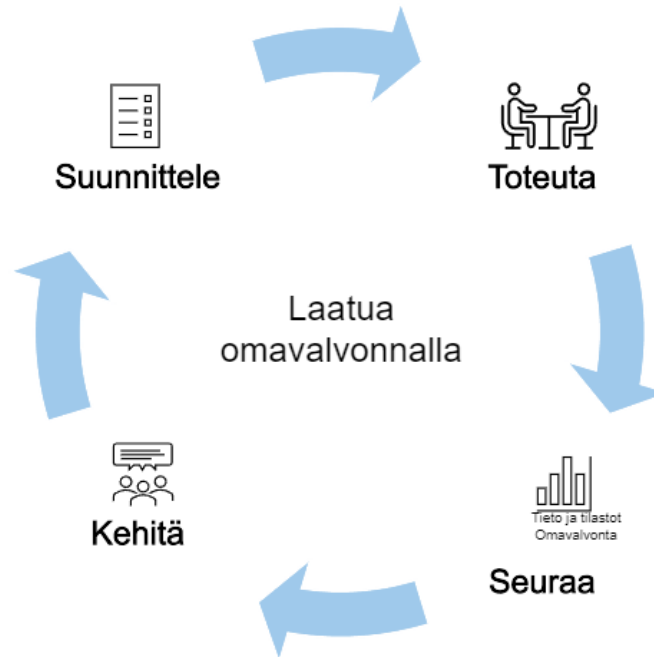 Suunnittele
Toteuta
Laatua
omavalvonnalla
Kehitä
Tieto ja tilastot
Omavalvonta
Seuraa